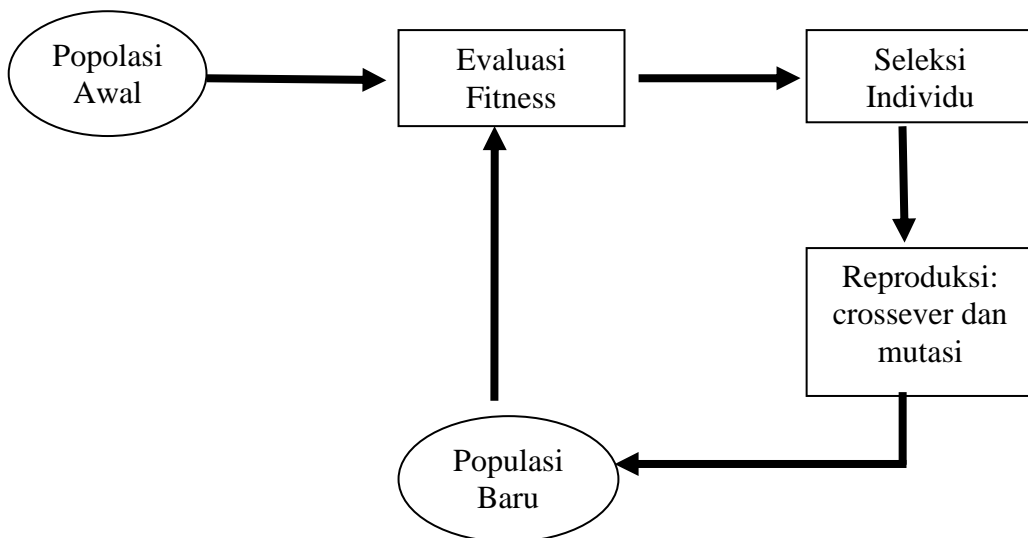 Popolasi
Awal
Evaluasi
Fitness
Seleksi
Individu
Reproduksi:
crossever dan
mutasi
Populasi
Baru